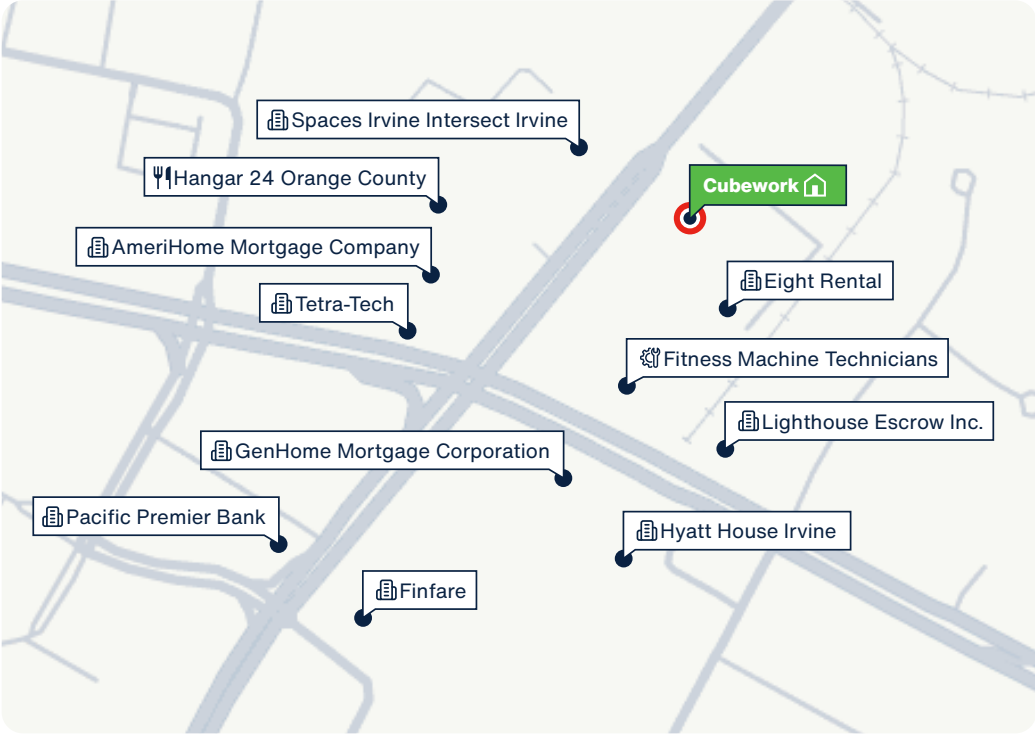 Spaces Irvine Intersect Irvine
Hangar 24 Orange County
Cubework
AmeriHome Mortgage Company
Eight Rental
Tetra-Tech
Fitness Machine Technicians
Lighthouse Escrow Inc.
GenHome Mortgage Corporation
Pacific Premier Bank
Hyatt House Irvine
Finfare